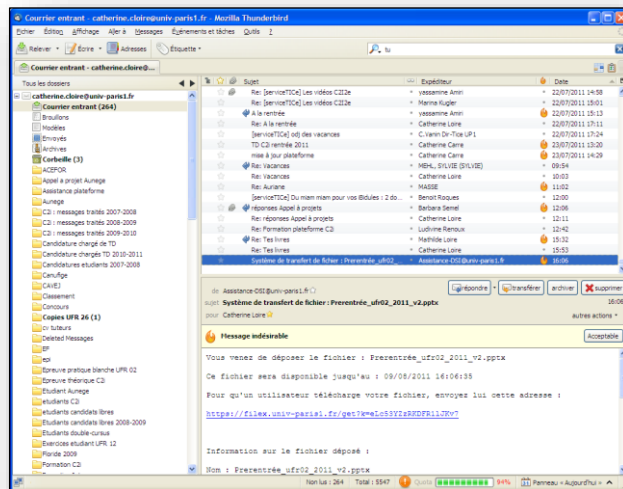 Courrier entrant - catherine.cloire@univ-paris1.fr - Mozilla Thunderbird
Fichier Edition Affichage Aller à Messages Événements et tâches Outils ?
Relever Écrire Adresses Étiquette tu
Courrier entrant - catherine.cloire@...
Tous les dossiers
catherine.cloire@univ-paris1.fr
Courrier entrant (264)
Brouillons
Modèles
Envoyés
Archives
Corbeille (3)
ACEFOR
Appel à projet Aunege
Assistance plateforme
Aunege
C2i : messages traités 2007-2008
C2i : messages traités 2008-2009
C2i : messages traités 2009-2010
Candidature chargé de TD
Candidatures chargé de TD 2010-2011
Candidatures etudiants 2007-2008
Canufige
CAVEJ
Classement
Concours
Copies UFR 26 (1)
cv tuteurs
Deleted Messages
EP
epi
Epreuve pratique blanche UFR 02
Epreuve théorique C2i
Etudiant Aunege
etudiants C2i
etudiants candidats libres
etudiants candidats libres 2008-2009
Etudiants double-cursus
Exercices etudiant UFR 12
Floride 2009
Formation C2i
Sujet Expéditeur Date
Re: [serviceTICe] Les vidéos C2I2e yassamine Amiri 22/07/2011 14:58
Re: [serviceTICe] Les vidéos C2I2e Marina Kugler 22/07/2011 15:01
A la rentrée yassamine Amiri 22/07/2011 15:13
Re: A la rentrée Catherine Loire 22/07/2011 17:11
[serviceTICe] odj des vacances C.Vann Dir-Tice UP1 22/07/2011 17:24
TD C2i rentrée 2011 Catherine Carre 23/07/2011 13:20
mise à jour plateforme Catherine Carre 23/07/2011 14:29
Re: Vacances MEHL, SYLVIE (SYLVIE) 09:54
Re: Vacances Catherine Loire 10:03
Re: Auriane MASSE 11:02
[serviceTICe] Du miam miam pour vos iBidules : 2 do... Benoit Roques 12:00
réponses Appel à projets Barbara Semel 12:06
Re: réponses Appel à projets Catherine Loire 12:11
Re: Formation plateforme C2i Ludivine Renoux 12:42
Re: Tes livres Mathilde Loire 15:32
Re: Tes livres Catherine Loire 15:53
Système de transfert de fichier : Prerentrée_ufr02_... Assistance-DSI@univ-paris1.fr 16:06
de Assistance-DSI@univ-paris1.fr répondre transférer archiver supprimer
sujet Système de transfert de fichier : Prerentrée_ufr02_2011_v2.pptx 16:06
pour Catherine Loire autres actions
Message indésirable Acceptable
Vous venez de déposer le fichier : Prerentrée_ufr02_2011_v2.pptx
Ce fichier sera disponible jusqu'au : 09/08/2011 16:06:35
Pour qu'un utilisateur télécharge votre fichier, envoyez lui cette adresse :
Information sur le fichier déposé :
Nom : Prerentrée_ufr02_2011_v2.pptx
Non lus : 264 Total : 5547 Quota 94% Panneau « Aujourd'hui »